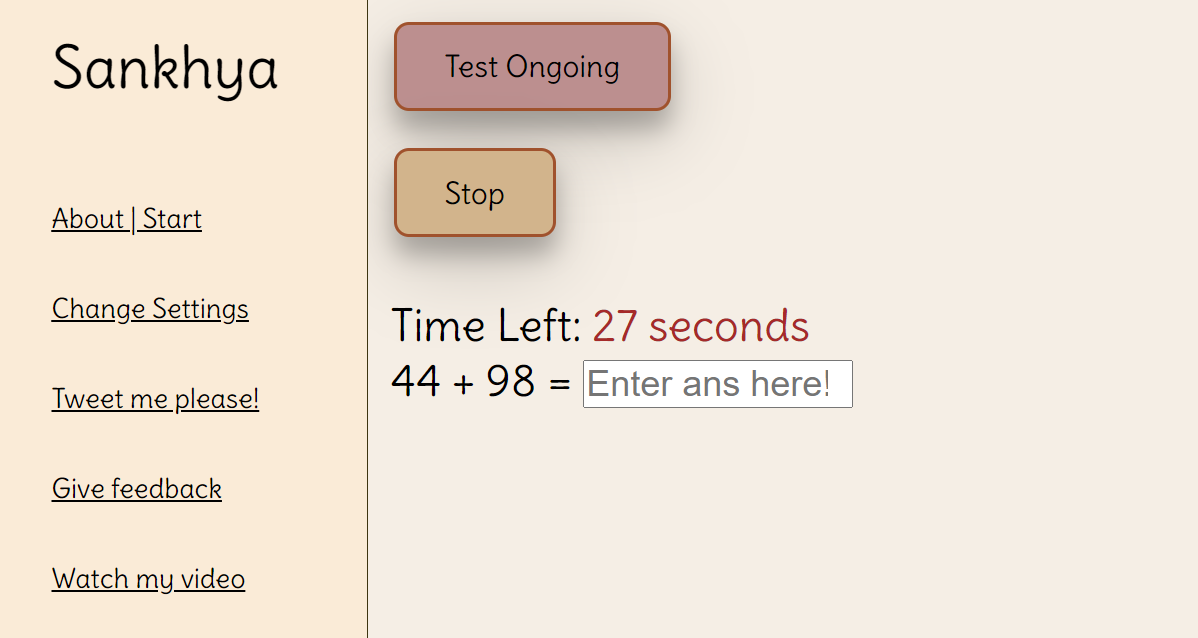 Sankhya
About | Start
Change Settings
Tweet me please!
Give feedback
Watch my video
Test Ongoing
Stop
Time Left: 27 seconds
44 + 98 = Enter ans here!